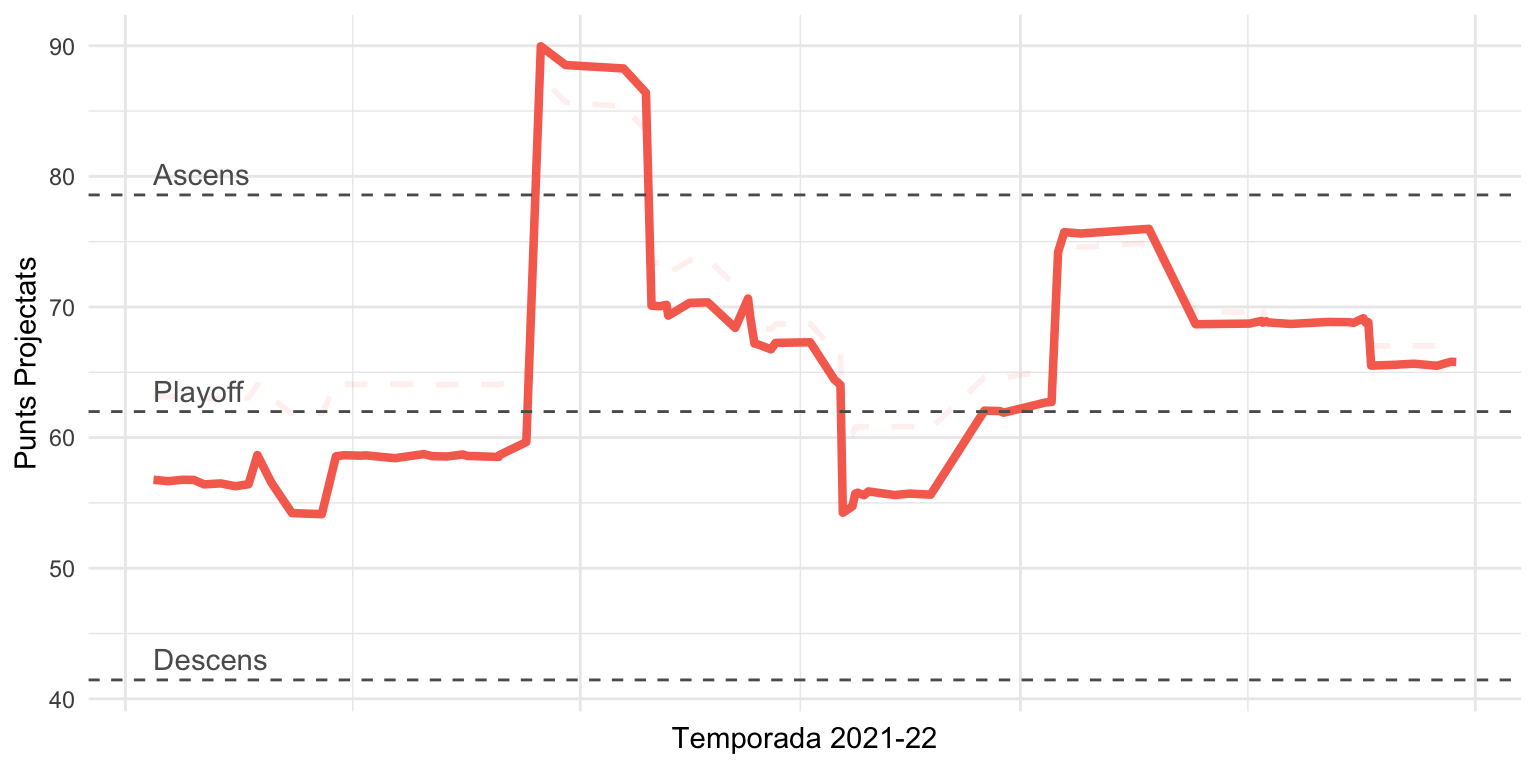 90
80
70
60
50
40
Punts Projectats
Ascens
Playoff
Descens
Temporada 2021-22